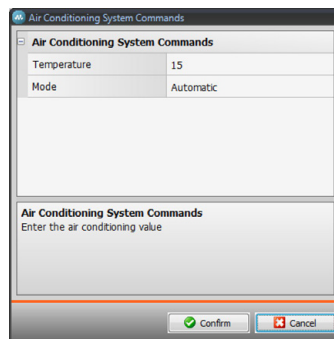 Air Conditioning System Commands
Air Conditioning System Commands
Temperature 15
Mode Automatic
Air Conditioning System Commands
Enter the air conditioning value
Confirm Cancel